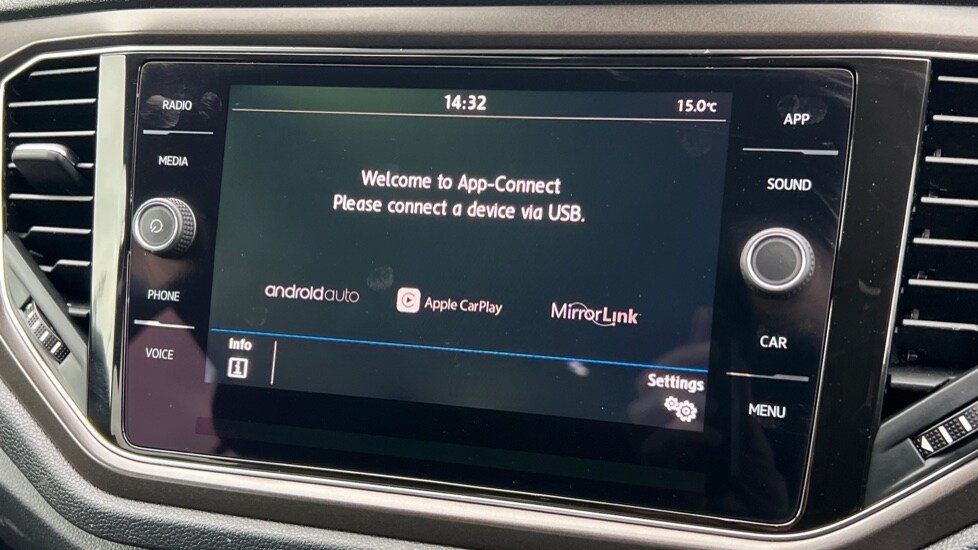 RADIO
MEDIA
PHONE
VOICE
14:32
15.0°C
Welcome to App-Connect
Please connect a device via USB.
androidauto
Apple CarPlay
MirrorLink
Info
i
Settings
APP
SOUND
CAR
MENU